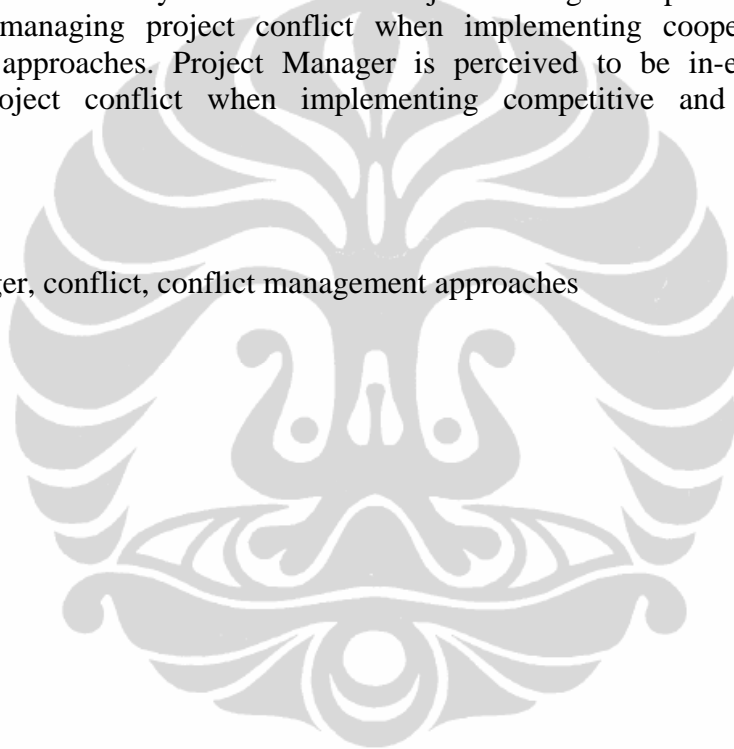 managing project conflict when implementing coope
approaches. Project Manager is perceived to be in-e
oject conflict when implementing competitive and
ger, conflict, conflict management approaches